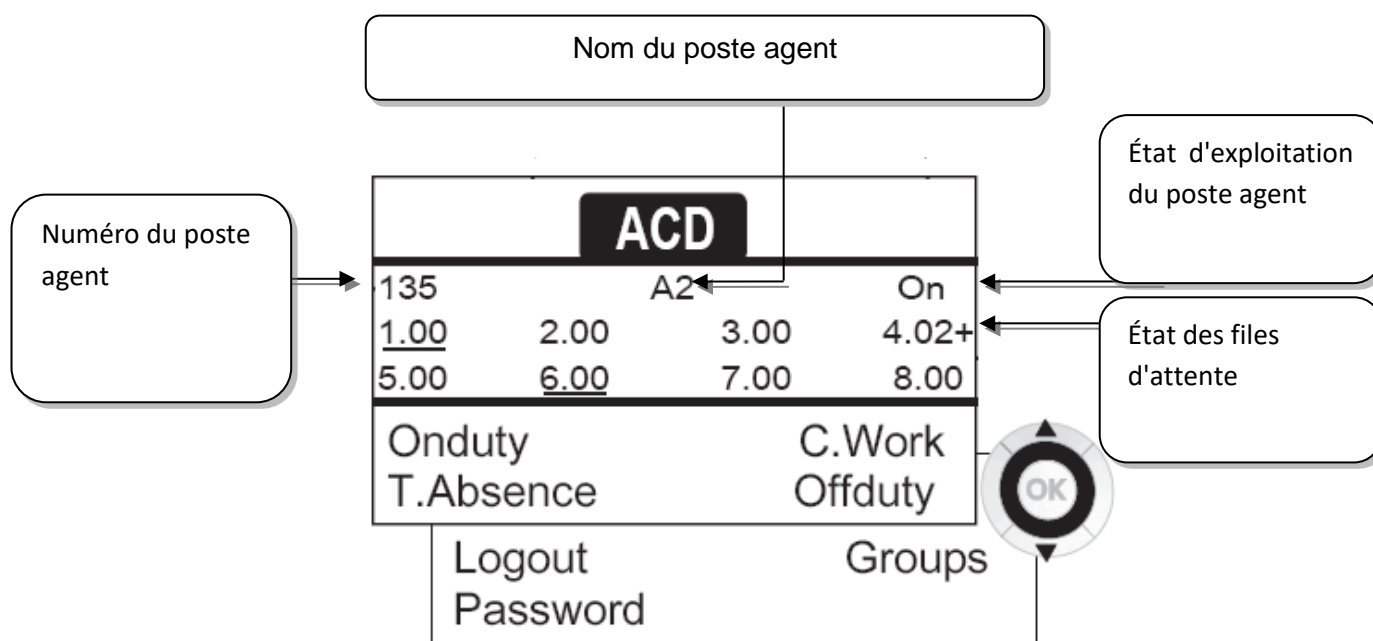 Nom du poste agent
État d'exploitation
du poste agent
Numéro du poste
agent
ACD
135 A2 On
1.00 2.00 3.00 4.02+
5.00 6.00 7.00 8.00
État des files
d'attente
Onduty C.Work
T.Absence Offduty
OK
Logout Groups
Password